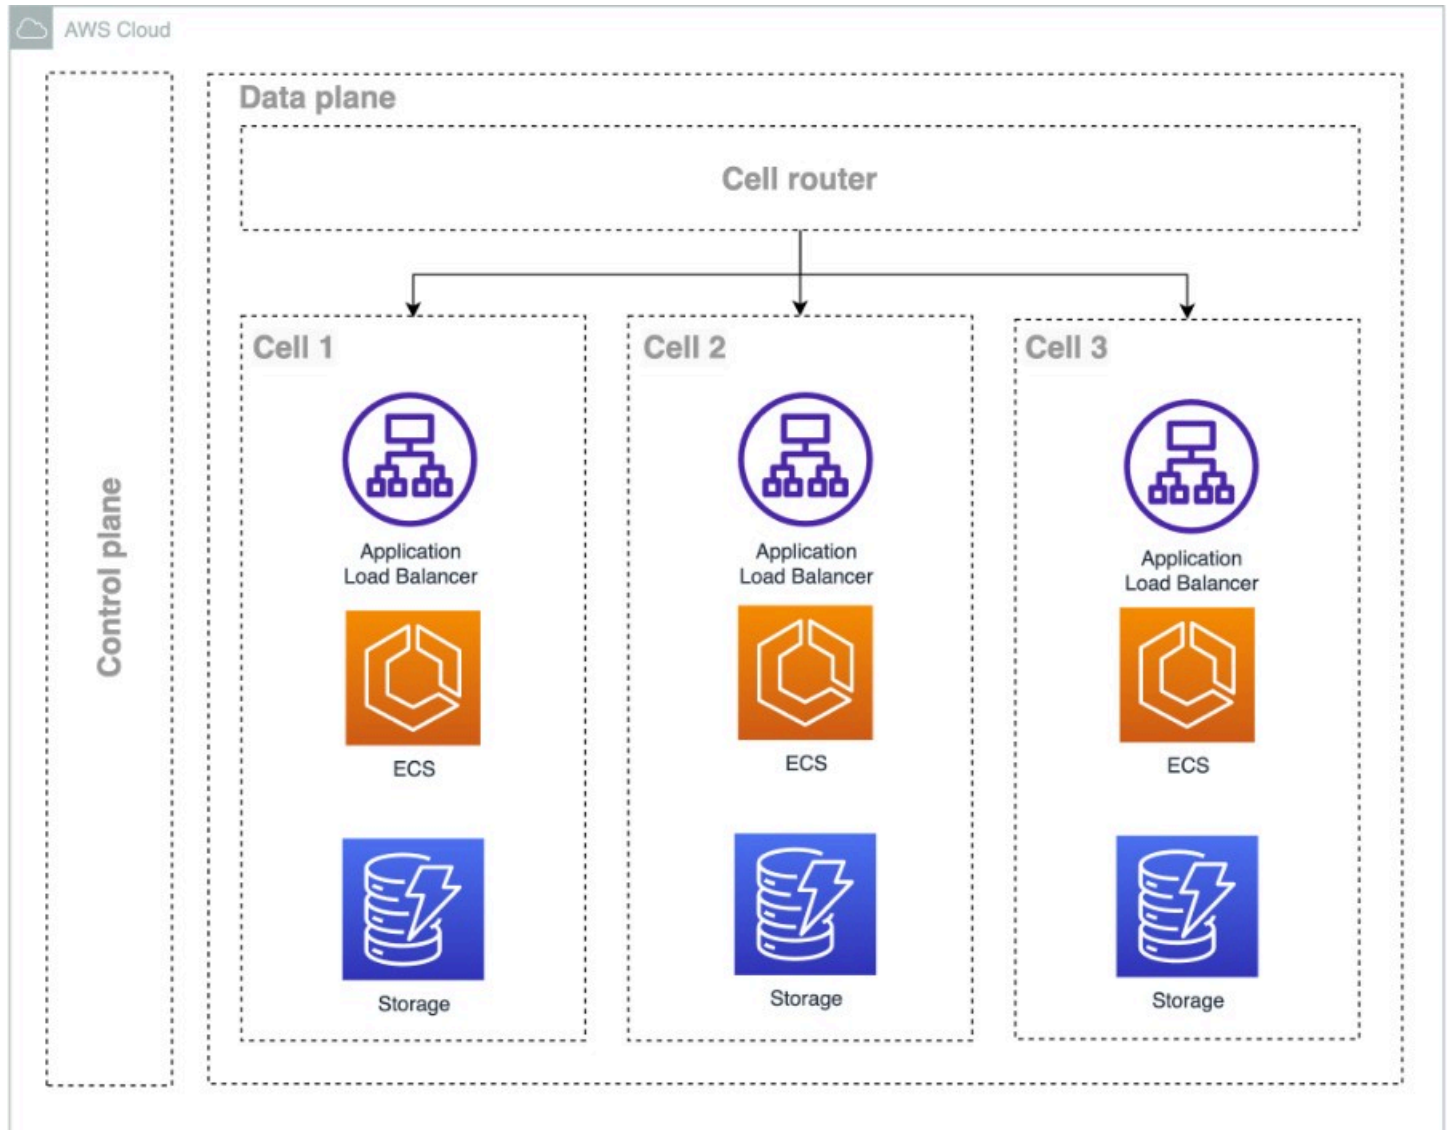 AWS Cloud
Control plane
Data plane
Cell router
Cell 1
Application
Load Balancer
ECS
Storage
Cell 2
Application
Load Balancer
ECS
Storage
Cell 3
Application
Load Balancer
ECS
Storage